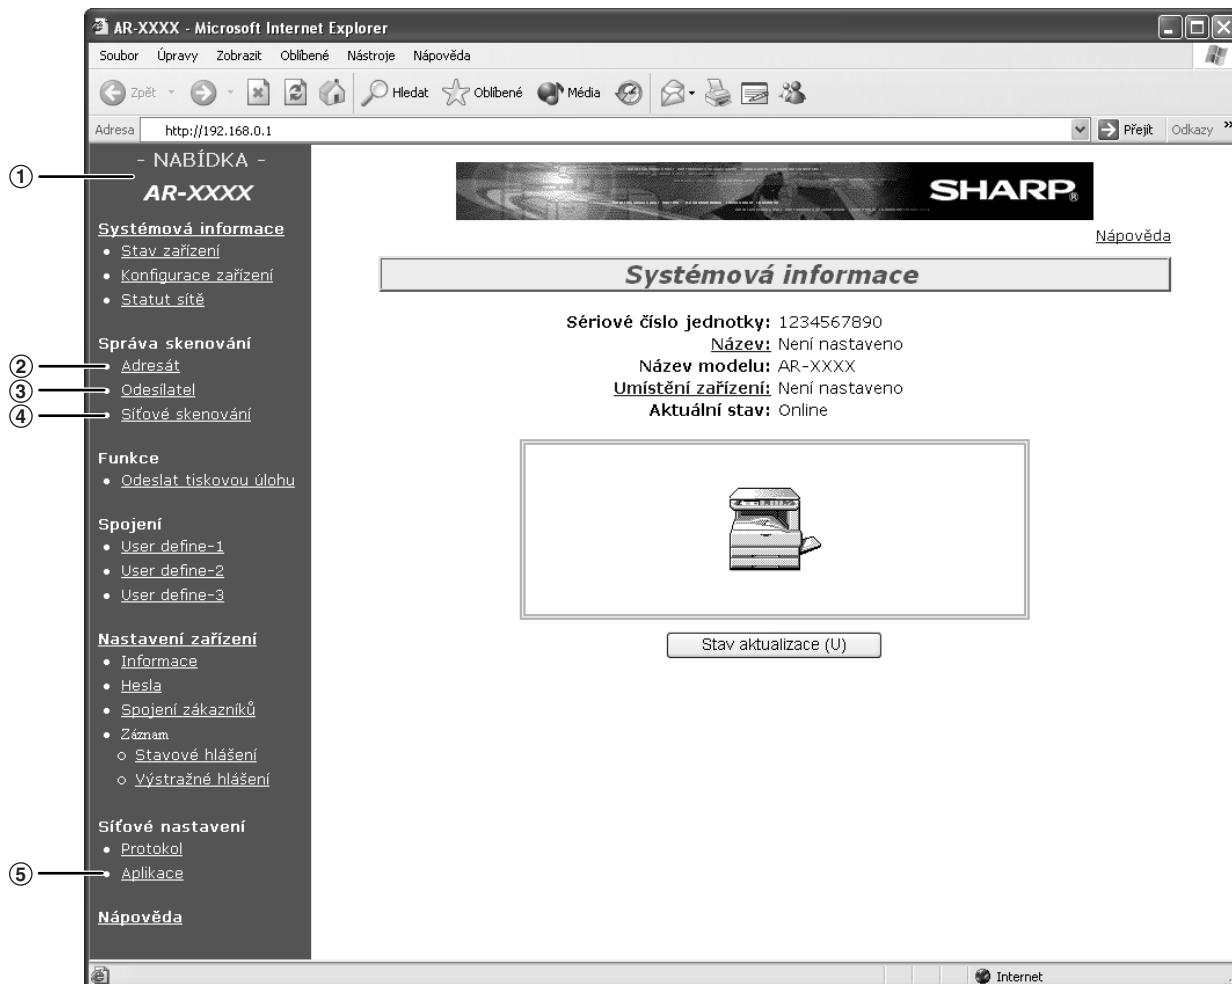 AR-XXXX - Microsoft Internet Explorer
Soubor Úpravy Zobrazit Oblíbené Nástroje Nápověda
Zpět Hledat Oblíbené Média
Adresa http://192.168.0.1 Přejít Odkazy »
① - NABÍDKA -
AR-XXXX
Systémová informace
• Stav zařízení
• Konfigurace zařízení
• Statut sítě
Správa skenování
② • Adresát
③ • Odesílatel
④ • Síťové skenování
Funkce
• Odeslat tiskovou úlohu
Spojení
• User define-1
• User define-2
• User define-3
Nastavení zařízení
• Informace
• Hesla
• Spojení zákazníků
• Záznam
○ Stavové hlášení
○ Výstražné hlášení
Síťové nastavení
• Protokol
⑤ • Aplikace
Nápověda
SHARP®
Nápověda
Systémová informace
Sériové číslo jednotky: 1234567890
Název: Není nastaveno
Název modelu: AR-XXXX
Umístění zařízení: Není nastaveno
Aktuální stav: Online
Stav aktualizace (U)
Internet